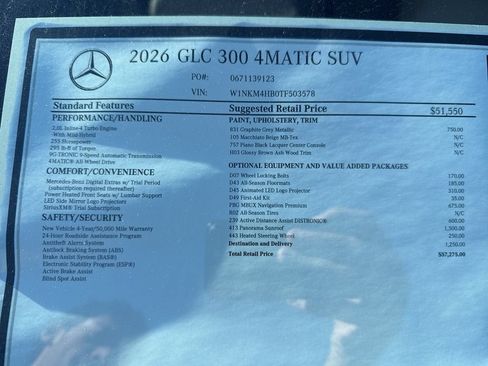 2026 GLC 300 4MATIC SUV
PO#: 0671139123
VIN: W1NKM4HB0TF503578
Standard Features
PERFORMANCE/HANDLING
2.0L Inline-4 Turbo Engine
with Mild Hybrid
255 Horsepower
295 lb-ft of Torque
9G-TRONIC 9-Speed Automatic Transmission
4MATIC® All-Wheel Drive
COMFORT/CONVENIENCE
Mercedes-Benz Digital Extras w/ Trial Period
(subscription required thereafter)
Power Heated Front Seats w/ Lumbar Support
LED Side Mirror Logo Projectors
SiriusXM® Trial Subscription
SAFETY/SECURITY
New Vehicle 4-Year/50,000 Mile Warranty
24-Hour Roadside Assistance Program
Antitheft Alarm System
Antilock Braking System (ABS)
Brake Assist System (BAS®)
Electronic Stability Program (ESP®)
Active Brake Assist
Blind Spot Assist
Suggested Retail Price $51,550
PAINT, UPHOLSTERY, TRIM
831 Graphite Grey Metallic 750.00
105 Macchiato Beige MB-Tex N/C
757 Piano Black Lacquer Center Console N/C
H03 Glossy Brown Ash Wood Trim N/C
OPTIONAL EQUIPMENT AND VALUE ADDED PACKAGES
D07 Wheel Locking Bolts 170.00
D43 All-Season Floormats 185.00
D45 Animated LED Logo Projector 310.00
D49 First-Aid Kit 35.00
PBG MBUX Navigation Premium 675.00
R02 All Season Tires N/C
239 Active Distance Assist DISTRONIC® 600.00
413 Panorama Sunroof 1,500.00
443 Heated Steering Wheel 250.00
Destination and Delivery 1,250.00
Total Retail Price $57,275.00